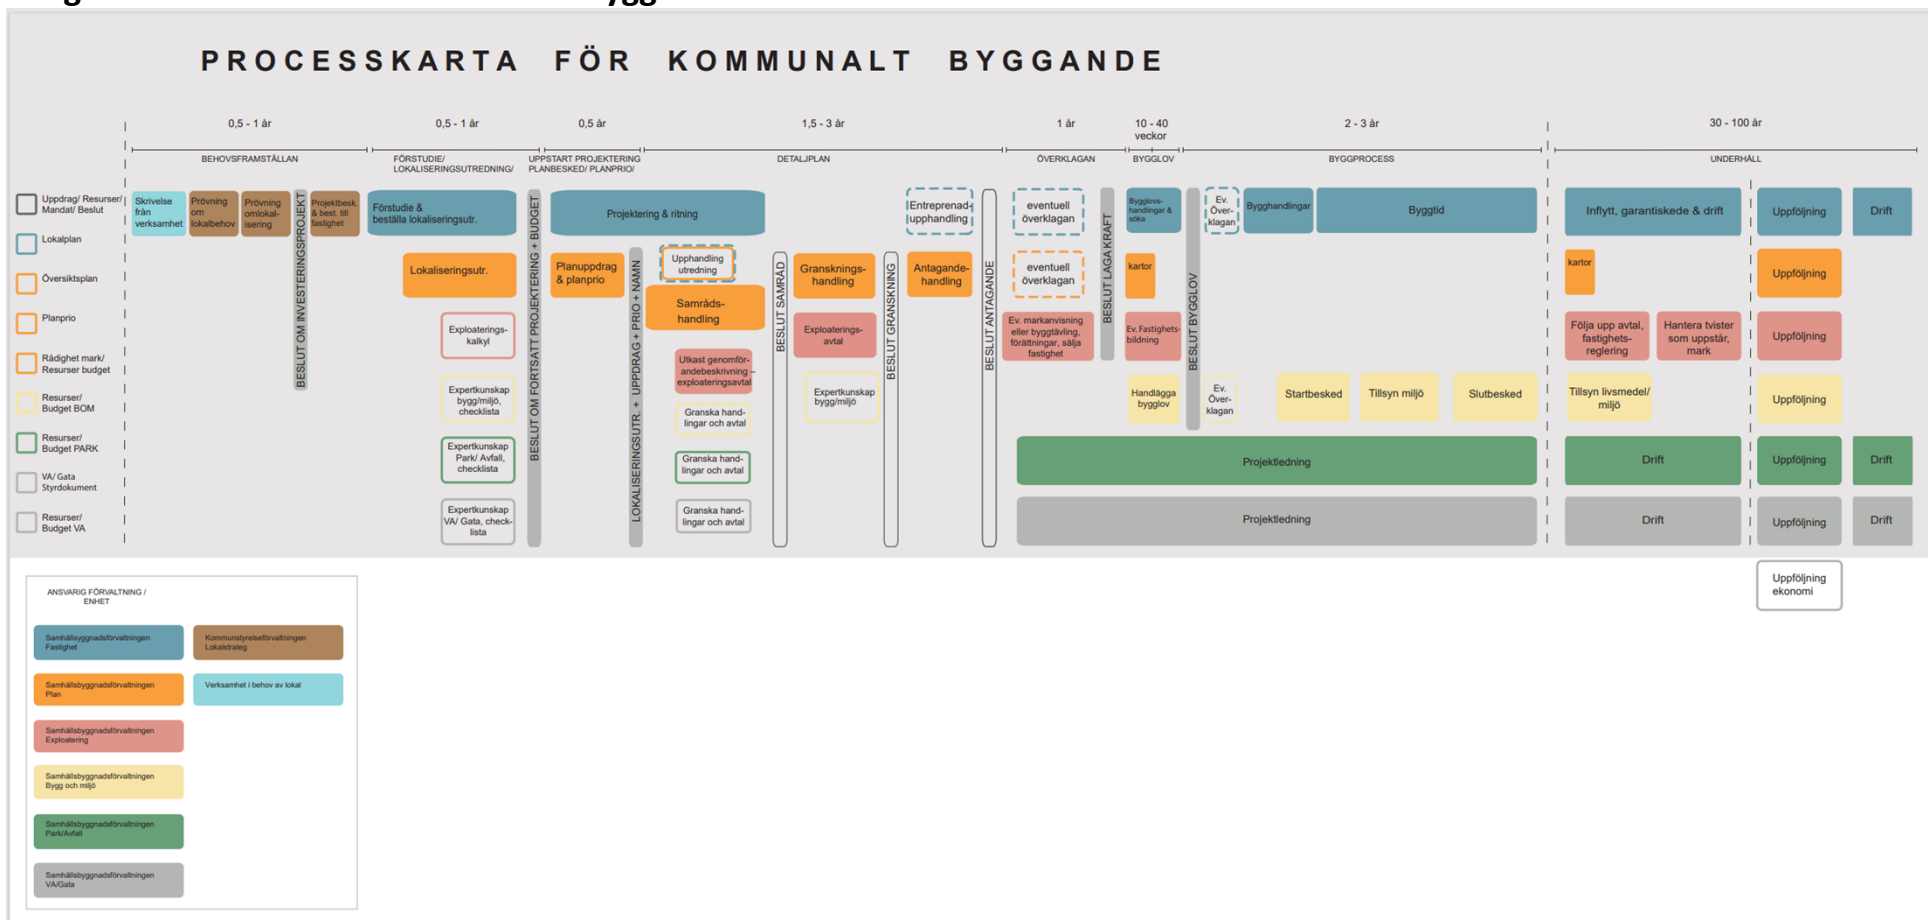 PROCESSKARTA FÖR KOMMUNALT BYGGANDE
0,5 - 1 år
0,5 - 1 år
0,5 år
1,5 - 3 år
1 år
10 - 40
veckor
2 - 3 år
30 - 100 år
BEHOVSFRAMSTÄLLAN
FÖRSTUDIE/
LOKALISERINGSUTREDNING/
UPPSTART PROJEKTERING
PLANBESKED/ PLANPRIO/
DETALJPLAN
ÖVERKLAGAN
BYGGLOV
BYGGPROCESS
UNDERHÅLL
Uppdrag/ Resurser/
Mandat/ Beslut
Lokalplan
Översiktsplan
Planprio
Rådighet mark/
Resurser budget
Resurser/
Budget BOM
Resurser/
Budget PARK
VA/ Gata
Styrdokument
Resurser/
Budget VA
Skrivelse
från
verksamhet
Prövning
om
lokalbehov
Prövning
omlokal-
isering
BESLUT OM INVESTERINGSPROJEKT
Projektbesk.
& best. till
fastighet
Förstudie &
beställa lokaliseringsutr.
BESLUT OM FORTSATT PROJEKTERING + BUDGET
Projektering & ritning
Entreprenad-
upphandling
eventuell
överklagan
BESLUT LAGA KRAFT
Bygglovs-
handlingar &
söka
BESLUT BYGGLOV
Ev.
Över-
klagan
Bygghandlingar
Byggtid
Inflytt, garantiskede & drift
Uppföljning
Drift
Lokaliseringsutr.
Planuppdrag
& planprio
LOKALISERINGSUTR. + UPPDRAG + PRIO + NAMN
Upphandling
utredning
Samråds-
handling
BESLUT SAMRÅD
Gransknings-
handling
BESLUT GRANSKNING
Antagande-
handling
BESLUT ANTAGANDE
eventuell
överklagan
kartor
kartor
Uppföljning
Exploaterings-
kalkyl
Utkast genomför-
andebeskrivning –
exploateringsavtal
Exploaterings-
avtal
Ev. markanvisning
eller byggtävling,
förättningar, sälja
fastighet
Ev. Fastighets-
bildning
Följa upp avtal,
fastighets-
reglering
Hantera tvister
som uppstår,
mark
Uppföljning
Expertkunskap
bygg/miljö,
checklista
Granska hand-
lingar och avtal
Expertkunskap
bygg/miljö
Handlägga
bygglov
Ev.
Över-
klagan
Startbesked
Tillsyn miljö
Slutbesked
Tillsyn livsmedel/
miljö
Uppföljning
Expertkunskap
Park/ Avfall,
checklista
Granska hand-
lingar och avtal
Projektledning
Drift
Uppföljning
Drift
Expertkunskap
VA/ Gata, check-
lista
Granska hand-
lingar och avtal
Projektledning
Drift
Uppföljning
Drift
Uppföljning
ekonomi
ANSVARIG FÖRVALTNING /
ENHET
Samhällsyggnadsförvaltningen
Fastighet
Kommunstyrelseförvaltningen
Lokalstrateg
Samhällsbyggnadsförvaltningen
Plan
Verksamhet i behov av lokal
Samhällsbyggnadsförvaltningen
Exploatering
Samhällsbyggnadsförvaltningen
Bygg och miljö
Samhällsbyggnadsförvaltningen
Park/Avfall
Samhällsbyggnadsförvaltningen
VA/Gata